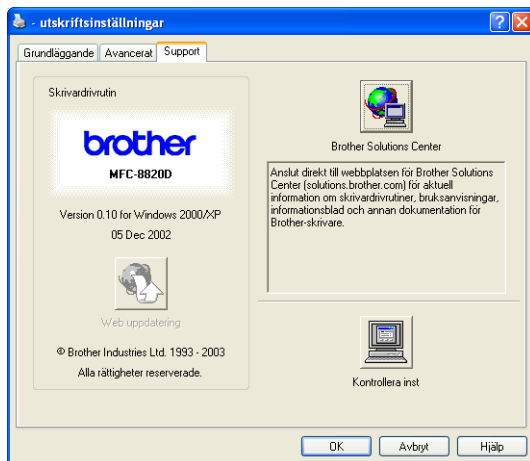 - utskriftsinställningar
Grundläggande
Avancerat
Support
Skrivardrivrutin
brother
MFC-8820D
Version 0.10 for Windows 2000/XP
05 Dec 2002
Web uppdatering
© Brother Industries Ltd. 1993 - 2003
Alla rättigheter reserverade.
Brother Solutions Center
Anslut direkt till webbplatsen för Brother Solutions
Center (solutions.brother.com) för aktuell
information om skrivardrivrutiner, bruksanvisningar,
informationsblad och annan dokumentation för
Brother-skrivare.
Kontrollera inst
OK
Avbryt
Hjälp